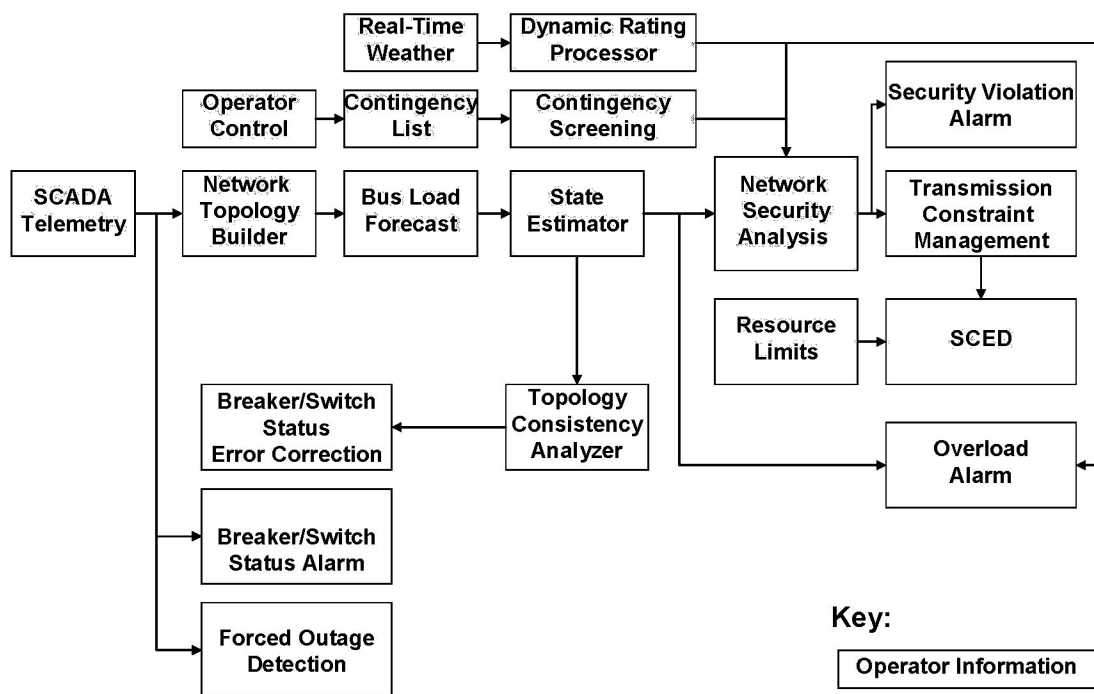 Real-Time
Weather
Dynamic Rating
Processor
Operator
Control
Contingency
List
Contingency
Screening
Security Violation
Alarm
SCADA
Telemetry
Network
Topology
Builder
Bus Load
Forecast
State
Estimator
Network
Security
Analysis
Transmission
Constraint
Management
Resource
Limits
SCED
Breaker/Switch
Status
Error Correction
Topology
Consistency
Analyzer
Overload
Alarm
Breaker/Switch
Status Alarm
Forced Outage
Detection
Key:
Operator Information